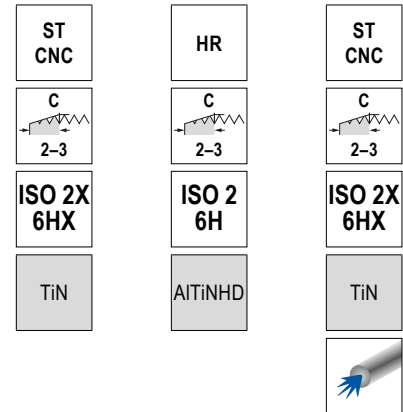 ST
CNC
HR
ST
CNC
C
2–3
C
2–3
C
2–3
ISO 2X
6HX
ISO 2
6H
ISO 2X
6HX
TiN
AlTiNHD
TiN